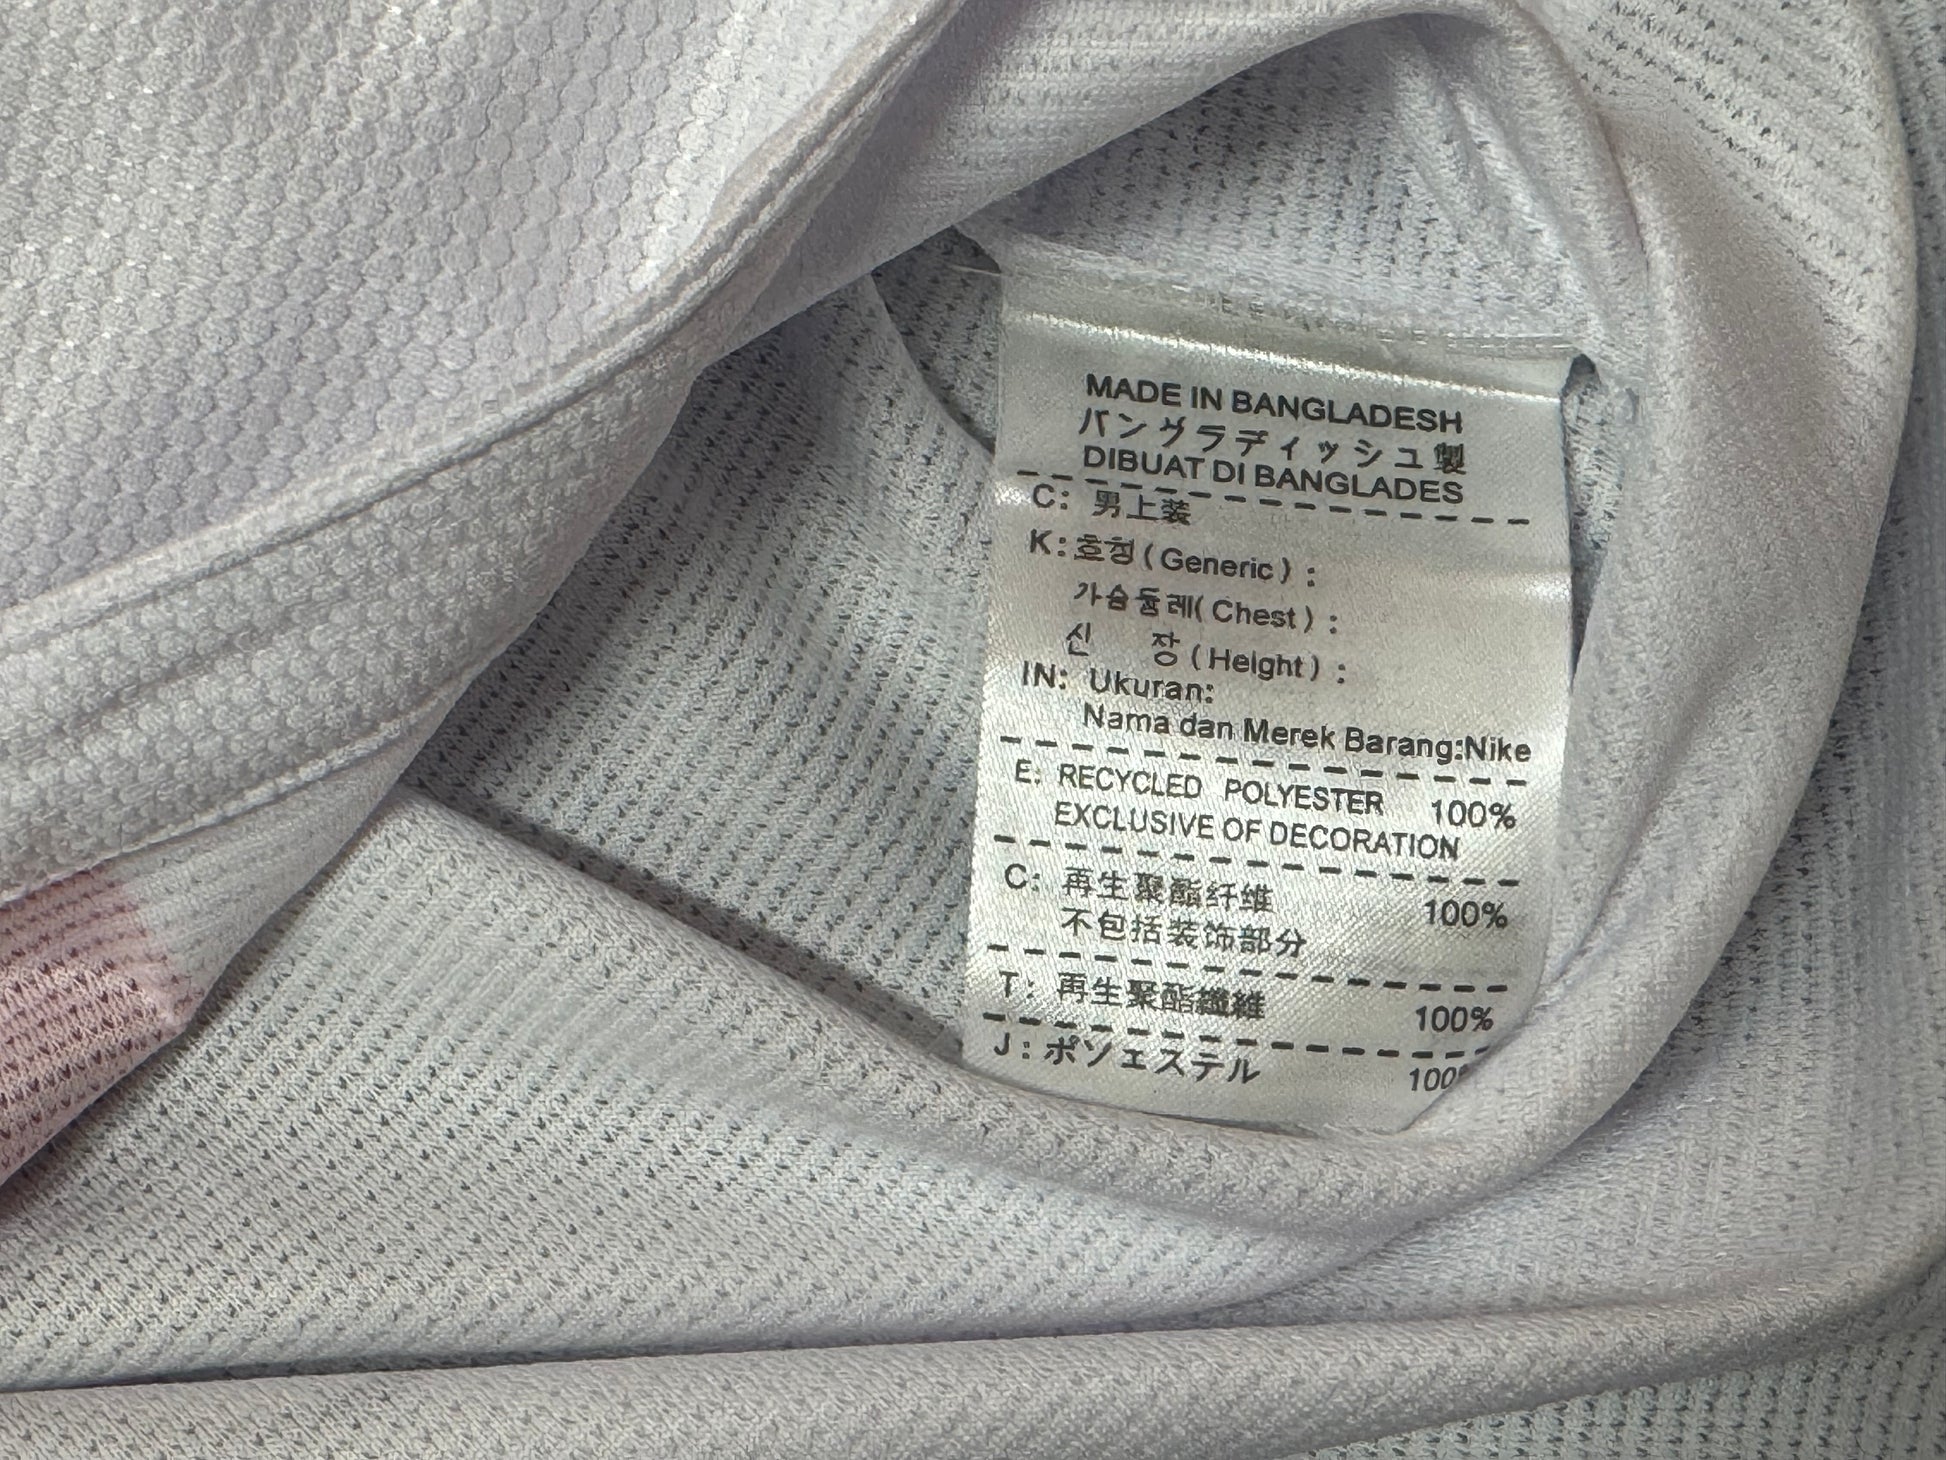 MADE IN BANGLADESH
バングラディッシュ製
DIBUAT DI BANGLADES
C: 男上装
K: 호칭 (Generic) :
가슴둘레( Chest ) :
신 장 ( Height ) :
IN: Ukuran:
Nama dan Merek Barang:Nike
E: RECYCLED POLYESTER 100%
EXCLUSIVE OF DECORATION
C: 再生聚酯纤维 100%
不包括装饰部分
T: 再生聚酯纖維 100%
J: ポリエステル 100%